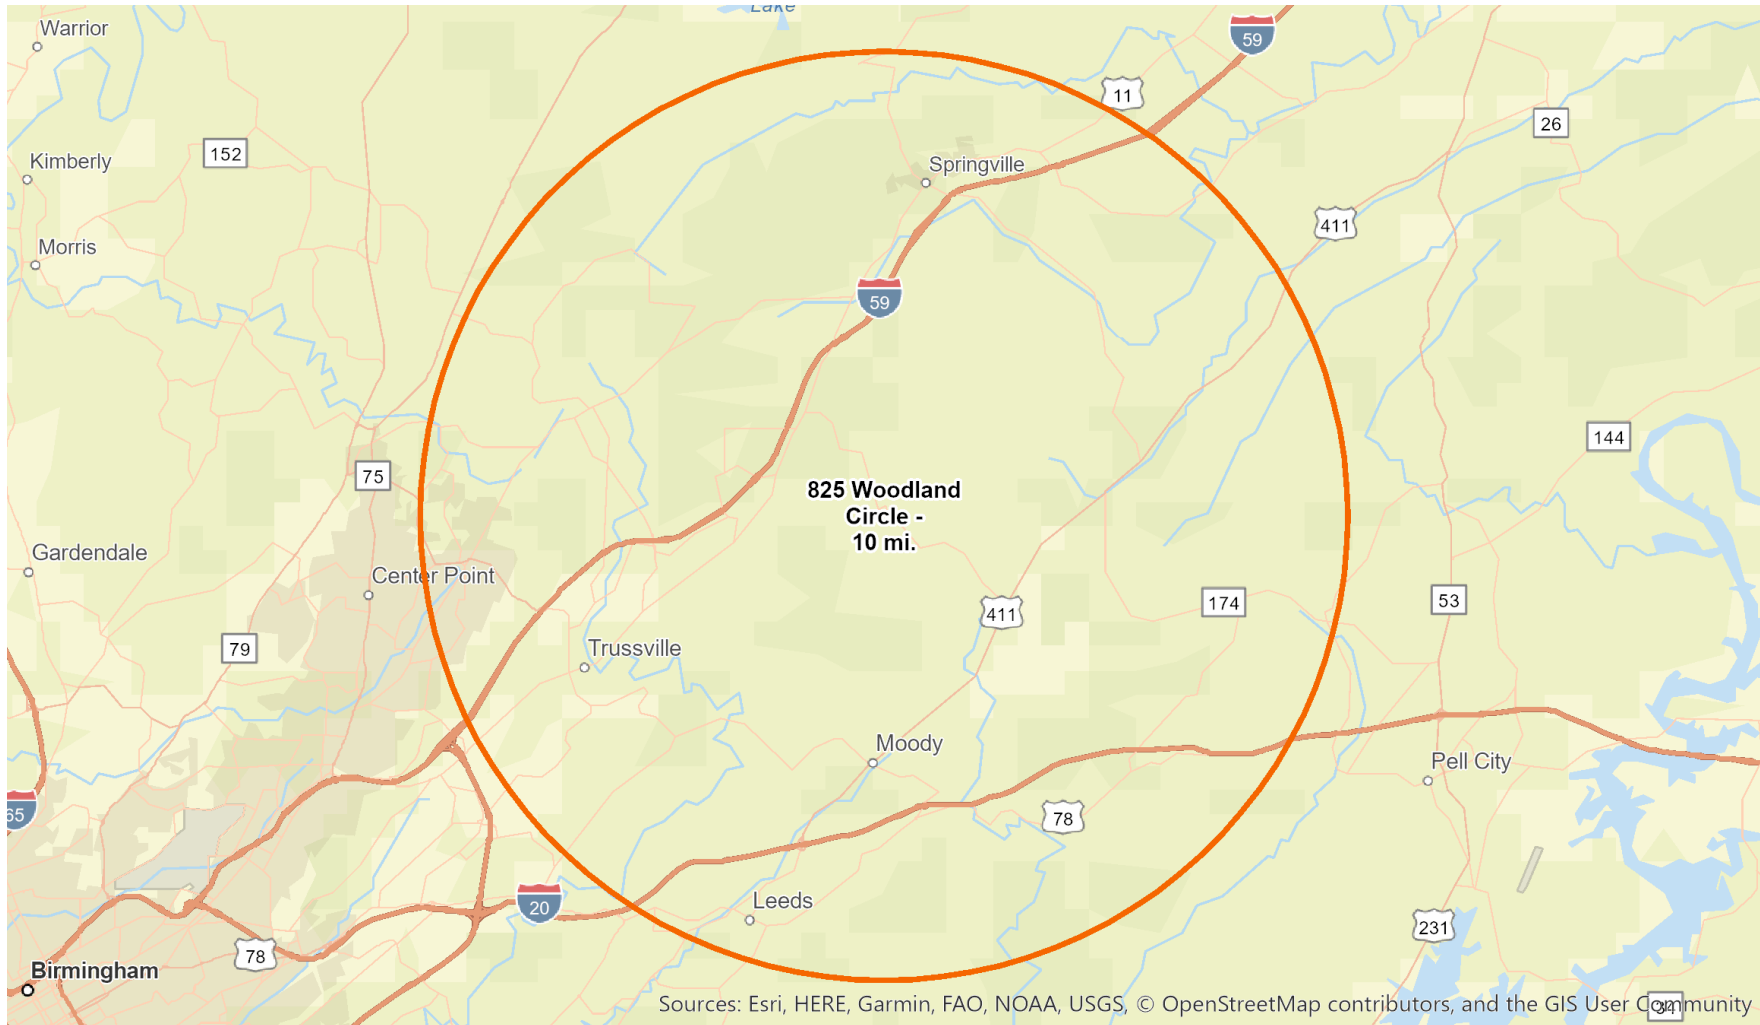 Lake
Warrior
59
11
26
152
Kimberly
Springville
411
Morris
59
144
75
825 Woodland
Circle -
10 mi.
Gardendale
Center Point
174
53
411
79
Trussville
Moody
Pell City
65
78
Leeds
20
231
78
Birmingham
Sources: Esri, HERE, Garmin, FAO, NOAA, USGS, © OpenStreetMap contributors, and the GIS User Community
34